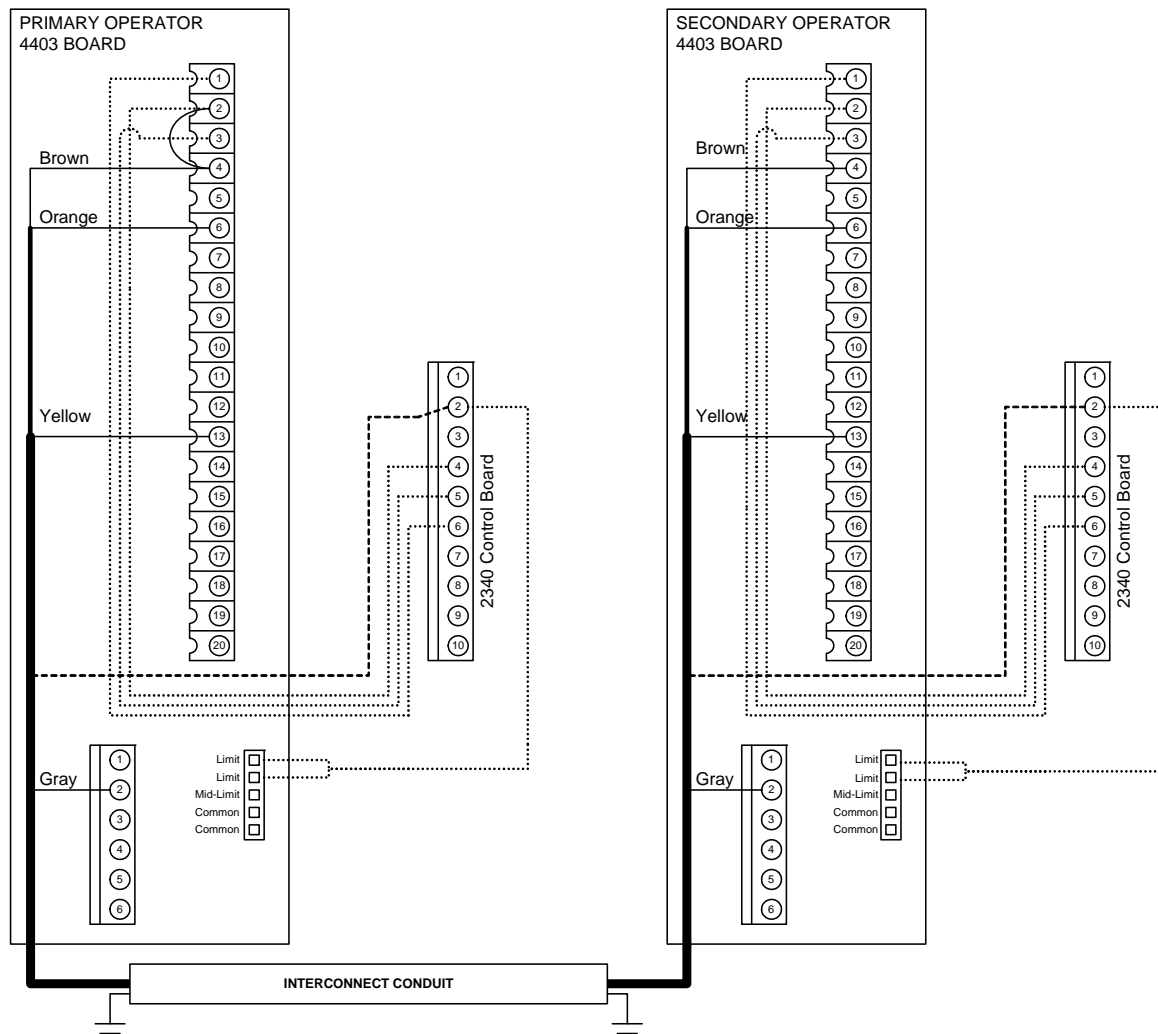 PRIMARY OPERATOR
4403 BOARD
1
2
3
Brown
4
5
Orange
6
7
8
9
10
11
12
Yellow
13
14
15
16
17
18
19
20
1
2
3
4
5
6
7
8
9
10
2340 Control Board
Gray
1
2
3
4
5
6
Limit
Limit
Mid-Limit
Common
Common
SECONDARY OPERATOR
4403 BOARD
1
2
3
Brown
4
5
Orange
6
7
8
9
10
11
12
Yellow
13
14
15
16
17
18
19
20
1
2
3
4
5
6
7
8
9
10
2340 Control Board
Gray
1
2
3
4
5
6
Limit
Limit
Mid-Limit
Common
Common
INTERCONNECT CONDUIT